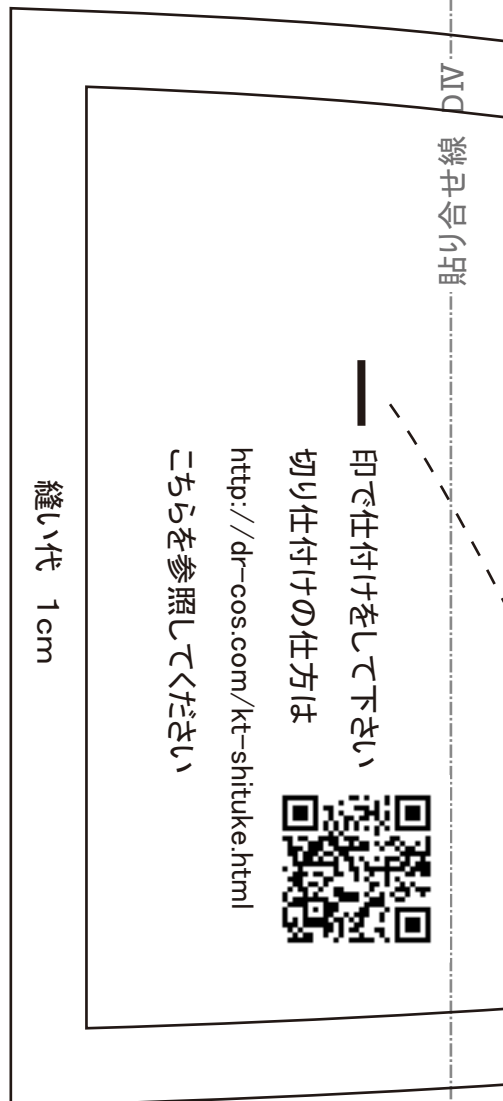 貼り合せ線 DⅣ
━ 印で仕付けをして下さい
切り仕付けの仕方は
http://dr-cos.com/kt-shituke.html
こちらを参照してください
縫い代 1cm